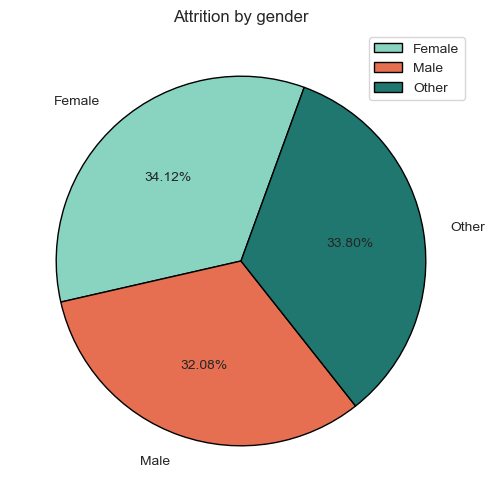 Attrition by gender
Female
Male
Other
Female
34.12%
Other
33.80%
32.08%
Male